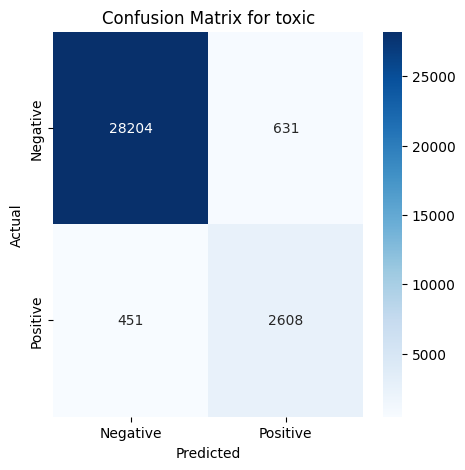 Confusion Matrix for toxic
Actual
Negative
Positive
28204
631
451
2608
Negative
Positive
Predicted
25000
20000
15000
10000
5000